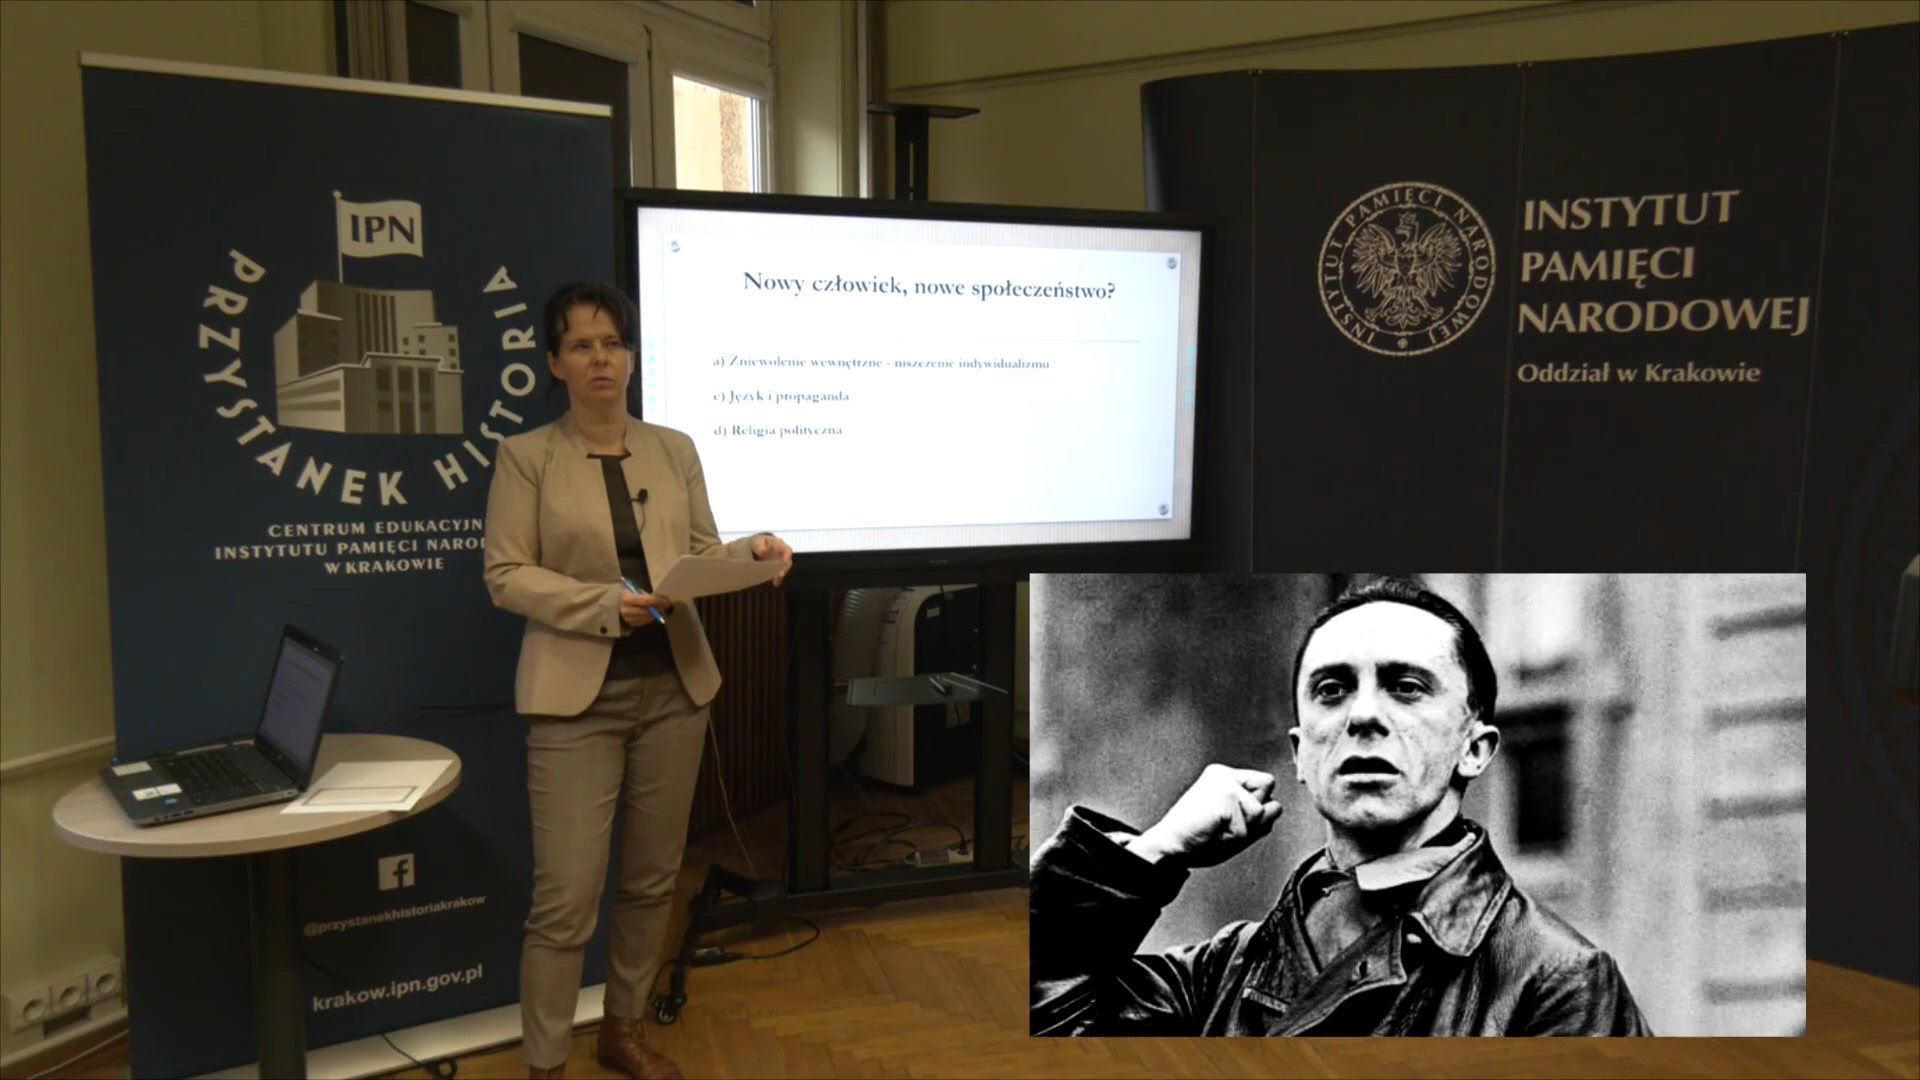 IPN
PRZYSTANEK HISTORIA
CENTRUM EDUKACYJN
INSTYTUTU PAMIĘCI NAROD
W KRAKOWIE
@przystanekhistoriakrakow
krakow.ipn.gov.pl
Nowy człowiek, nowe społeczeństwo?
a) Zniewolenie wewnętrzne - niszczenie indywidualizmu
c) Język i propaganda
d) Religia polityczna
INSTYTUT PAMIĘCI NARODOWEJ
INSTYTUT
PAMIĘCI
NARODOWEJ
Oddział w Krakowie